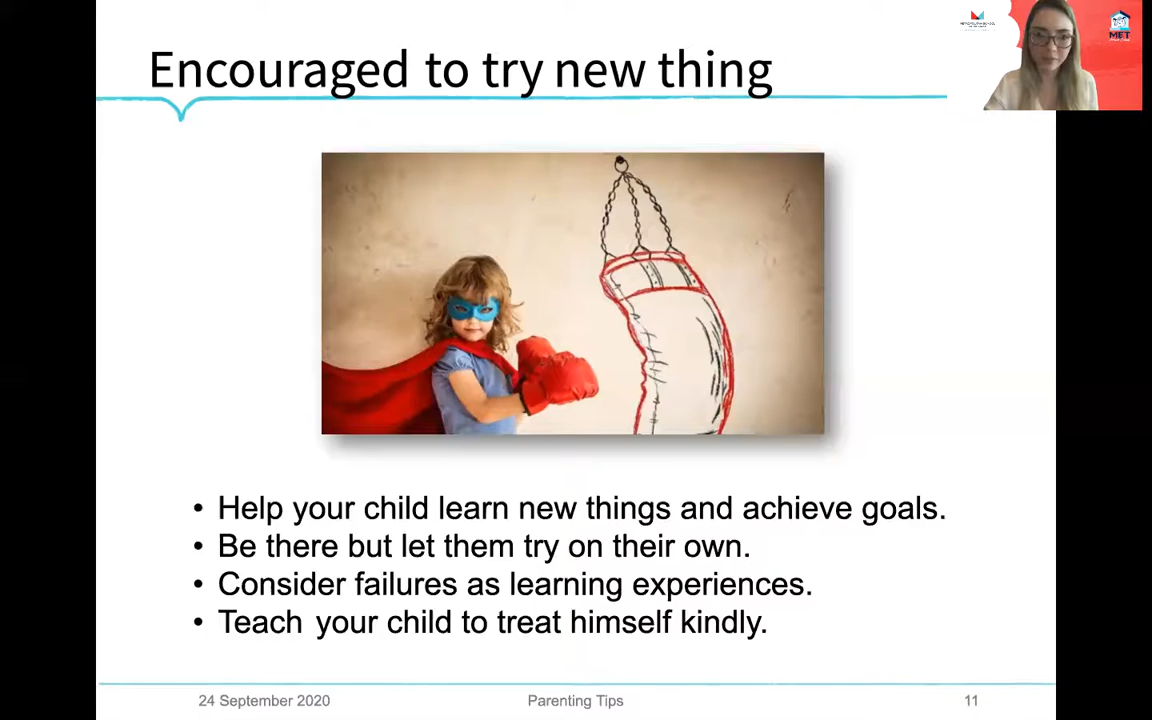 Encouraged to try new thing
MET
• Help your child learn new things and achieve goals.
• Be there but let them try on their own.
• Consider failures as learning experiences.
• Teach your child to treat himself kindly.
24 September 2020
Parenting Tips
11